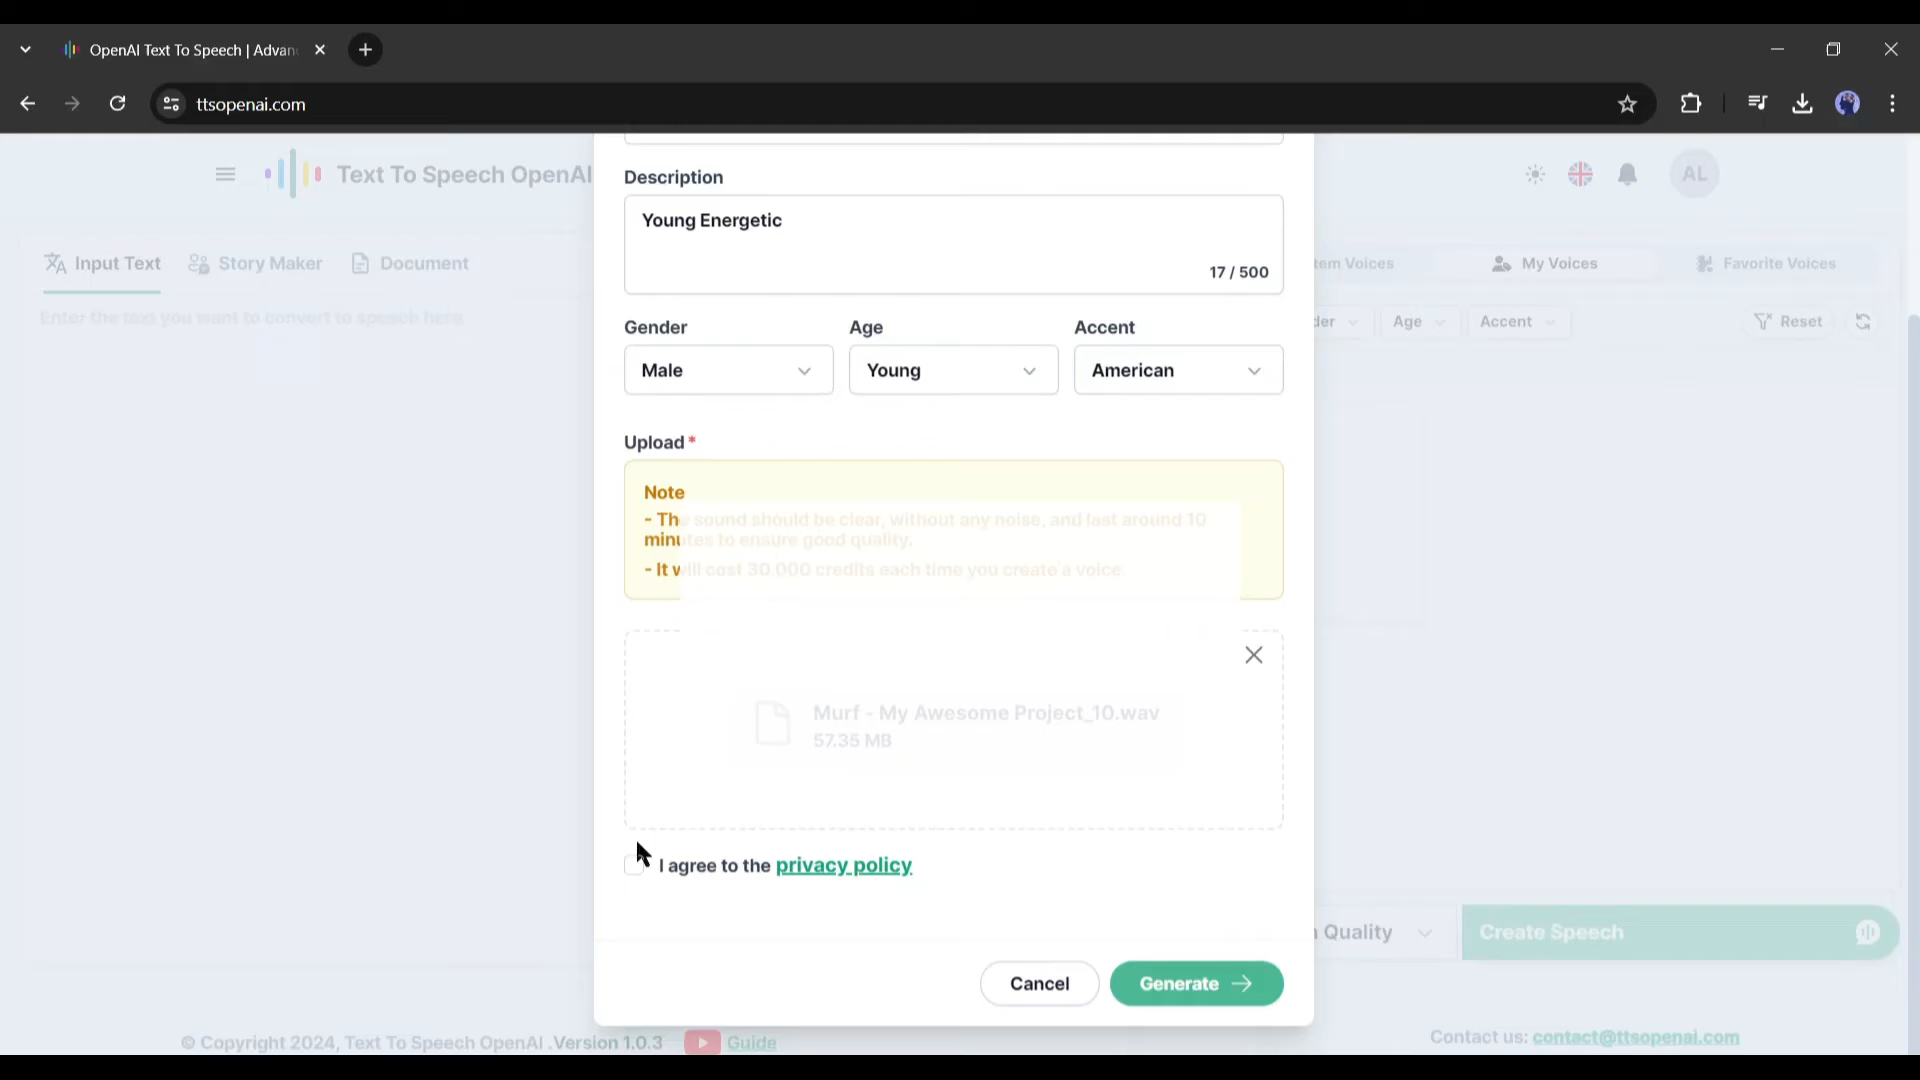 OpenAI Text To Speech | Advan
ttsopenai.com
Text To Speech OpenAI
AL
Input Text
Story Maker
Document
Enter the text you want to convert to speech here.
Description
Young Energetic
17 / 500
Gender
Age
Accent
Male
Young
American
Upload *
Note
- The sound should be clear, without any noise, and last around 10
minutes to ensure good quality.
- It will cost 30.000 credits each time you create a voice.
Murf - My Awesome Project_10.wav
57.35 MB
I agree to the privacy policy
Cancel
Generate
Voices
My Voices
Favorite Voices
Age
Accent
Reset
Quality
Create Speech
© Copyright 2024, Text To Speech OpenAI .Version 1.0.3
Guide
Contact us: contact@ttsopenai.com